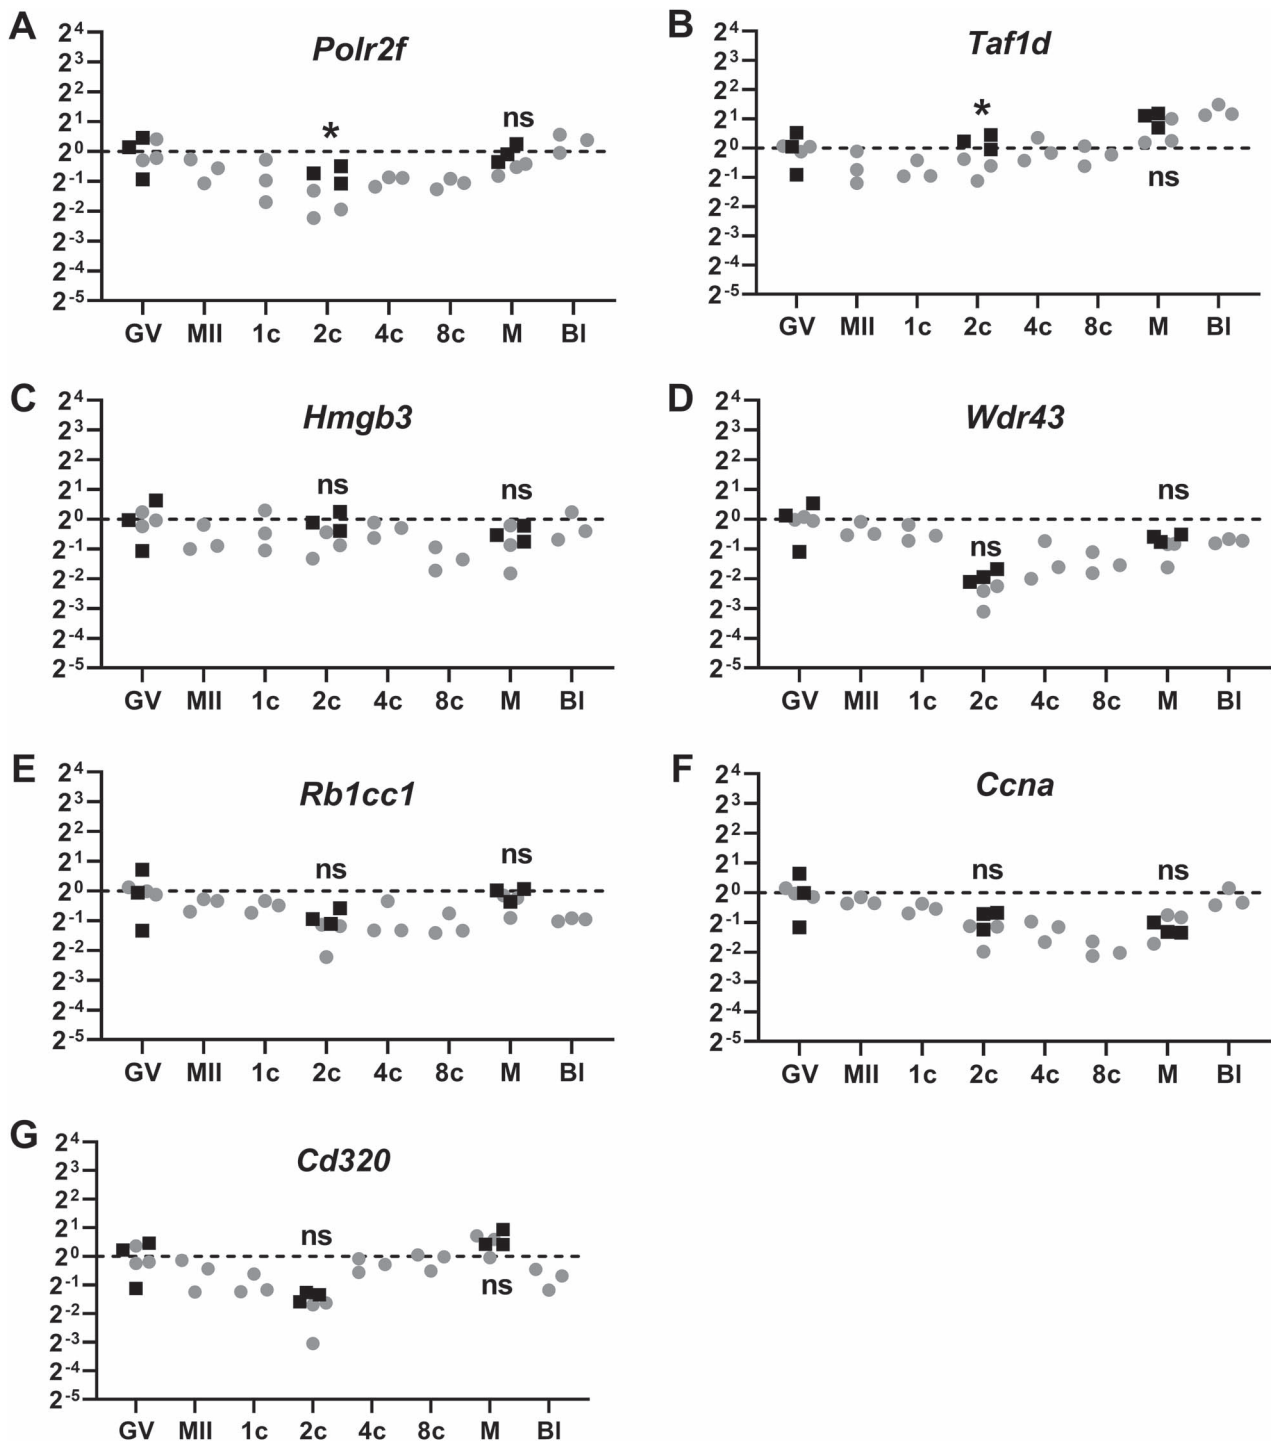 A
Polr2f
2⁴
2³
2²
2¹
2⁰
2⁻¹
2⁻²
2⁻³
2⁻⁴
2⁻⁵
*
ns
GV MII 1c 2c 4c 8c M Bl
B
Taf1d
2⁴
2³
2²
2¹
2⁰
2⁻¹
2⁻²
2⁻³
2⁻⁴
2⁻⁵
*
ns
GV MII 1c 2c 4c 8c M Bl
C
Hmgb3
2⁴
2³
2²
2¹
2⁰
2⁻¹
2⁻²
2⁻³
2⁻⁴
2⁻⁵
ns ns
GV MII 1c 2c 4c 8c M Bl
D
Wdr43
2⁴
2³
2²
2¹
2⁰
2⁻¹
2⁻²
2⁻³
2⁻⁴
2⁻⁵
ns
ns
GV MII 1c 2c 4c 8c M Bl
E
Rb1cc1
2⁴
2³
2²
2¹
2⁰
2⁻¹
2⁻²
2⁻³
2⁻⁴
2⁻⁵
ns ns
GV MII 1c 2c 4c 8c M Bl
F
Ccna
2⁴
2³
2²
2¹
2⁰
2⁻¹
2⁻²
2⁻³
2⁻⁴
2⁻⁵
ns ns
GV MII 1c 2c 4c 8c M Bl
G
Cd320
2⁴
2³
2²
2¹
2⁰
2⁻¹
2⁻²
2⁻³
2⁻⁴
2⁻⁵
ns
ns
GV MII 1c 2c 4c 8c M Bl